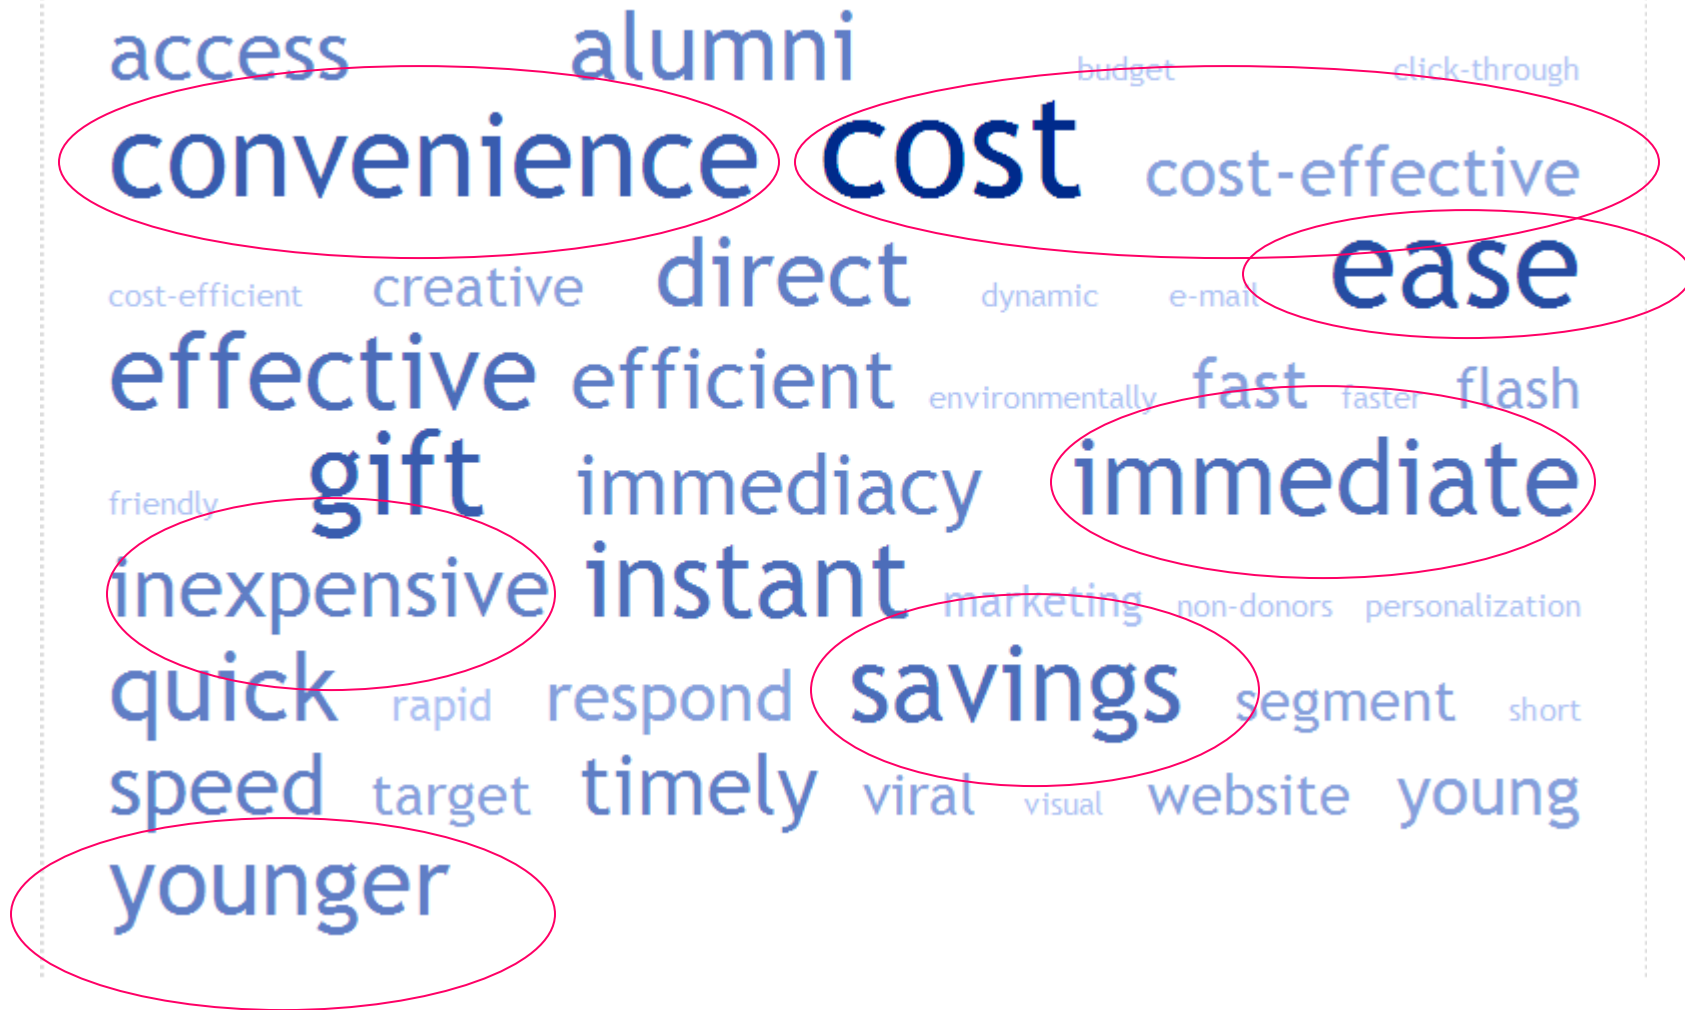 access alumni budget click-through
convenience cost cost-effective
cost-efficient creative direct dynamic e-mail ease
effective efficient environmentally fast faster flash
friendly gift immediacy immediate
inexpensive instant marketing non-donors personalization
quick rapid respond savings segment short
speed target timely viral visual website young
younger